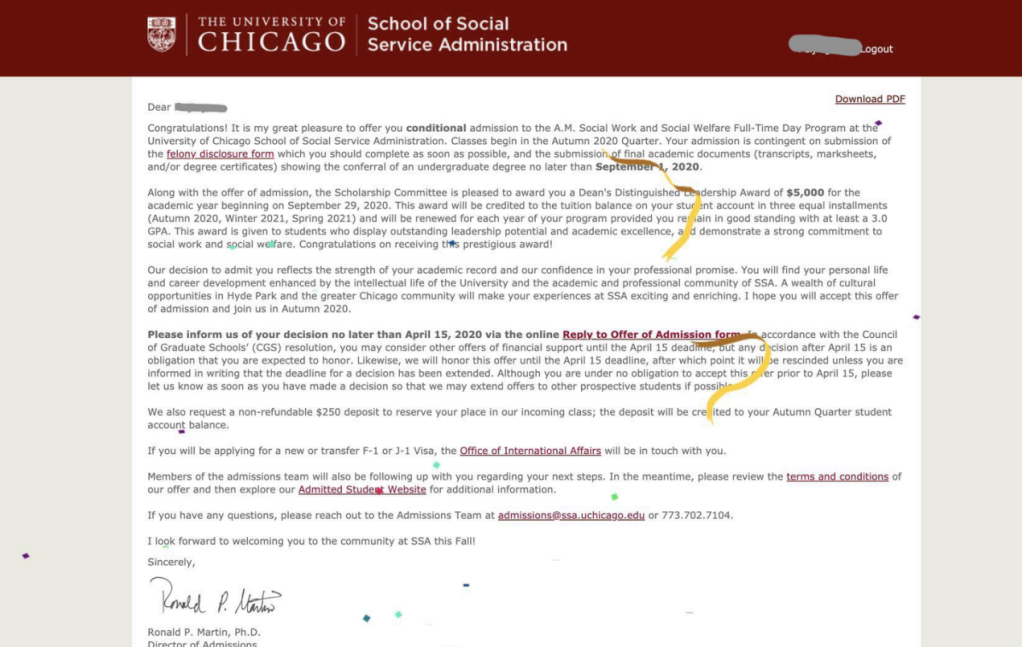 THE UNIVERSITY OF
CHICAGO
School of Social
Service Administration
Logout
Download PDF
Dear
Congratulations! It is my great pleasure to offer you conditional admission to the A.M. Social Work and Social Welfare Full-Time Day Program at the
University of Chicago School of Social Service Administration. Classes begin in the Autumn 2020 Quarter. Your admission is contingent on submission of
the felony disclosure form which you should complete as soon as possible, and the submission of final academic documents (transcripts, marksheets,
and/or degree certificates) showing the conferral of an undergraduate degree no later than September 1, 2020.
Along with the offer of admission, the Scholarship Committee is pleased to award you a Dean's Distinguished Leadership Award of $5,000 for the
academic year beginning on September 29, 2020. This award will be credited to the tuition balance on your student account in three equal installments
(Autumn 2020, Winter 2021, Spring 2021) and will be renewed for each year of your program provided you remain in good standing with at least a 3.0
GPA. This award is given to students who display outstanding leadership potential and academic excellence, and demonstrate a strong commitment to
social work and social welfare. Congratulations on receiving this prestigious award!
Our decision to admit you reflects the strength of your academic record and our confidence in your professional promise. You will find your personal life
and career development enhanced by the intellectual life of the University and the academic and professional community of SSA. A wealth of cultural
opportunities in Hyde Park and the greater Chicago community will make your experiences at SSA exciting and enriching. I hope you will accept this offer
of admission and join us in Autumn 2020.
Please inform us of your decision no later than April 15, 2020 via the online Reply to Offer of Admission form. In accordance with the Council
of Graduate Schools' (CGS) resolution, you may consider other offers of financial support until the April 15 deadline, but any decision after April 15 is an
obligation that you are expected to honor. Likewise, we will honor this offer until the April 15 deadline, after which point it will be rescinded unless you are
informed in writing that the deadline for a decision has been extended. Although you are under no obligation to accept this offer prior to April 15, please
let us know as soon as you have made a decision so that we may extend offers to other prospective students if possible.
We also request a non-refundable $250 deposit to reserve your place in our incoming class; the deposit will be credited to your Autumn Quarter student
account balance.
If you will be applying for a new or transfer F-1 or J-1 Visa, the Office of International Affairs will be in touch with you.
Members of the admissions team will also be following up with you regarding your next steps. In the meantime, please review the terms and conditions of
our offer and then explore our Admitted Student Website for additional information.
If you have any questions, please reach out to the Admissions Team at admissions@ssa.uchicago.edu or 773.702.7104.
I look forward to welcoming you to the community at SSA this Fall!
Sincerely,
Ronald P. Martin
Ronald P. Martin, Ph.D.
Director of Admissions